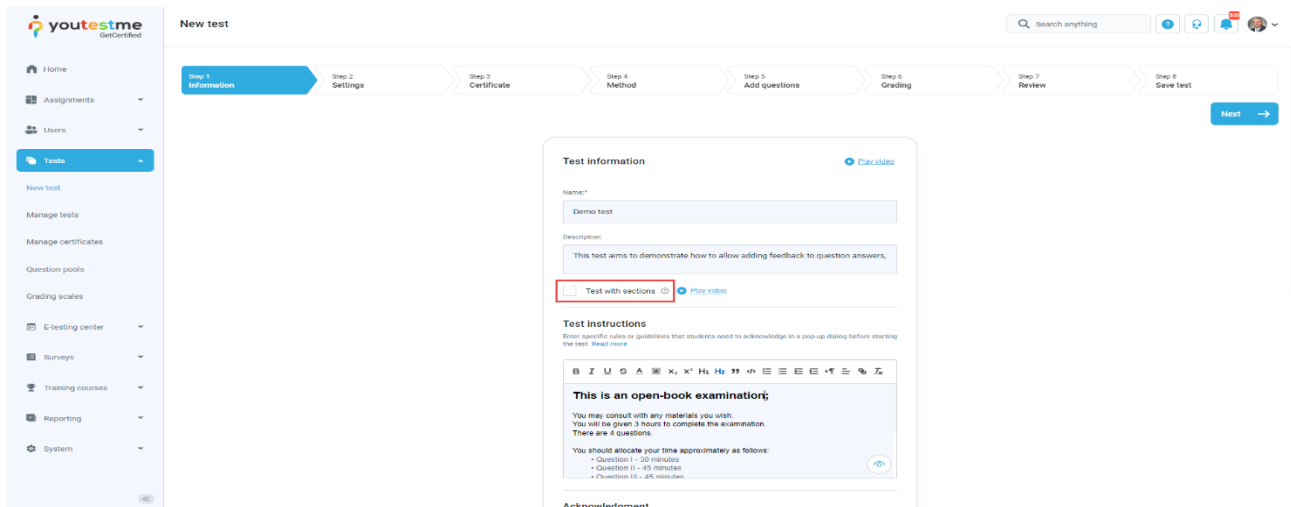 youtestme
GetCertified
New test
Search anything
Home
Assignments
Users
Tests
New test
Manage tests
Manage certificates
Question pools
Grading scales
E-testing center
Surveys
Training courses
Reporting
System
Step 1
Information
Step 2
Settings
Step 3
Certificate
Step 4
Method
Step 5
Add questions
Step 6
Grading
Step 7
Review
Step 8
Save test
Next
Test information
Play video
Name:*
Demo test
Description:
This test aims to demonstrate how to allow adding feedback to question answers,
Test with sections
Play video
Test instructions
Enter specific rules or guidelines that students need to acknowledge in a pop-up dialog before starting
the test. Read more
This is an open-book examination;
You may consult with any materials you wish.
You will be given 3 hours to complete the examination.
There are 4 questions.
You should allocate your time approximately as follows:
• Question I - 30 minutes
• Question II - 45 minutes
• Question III - 45 minutes
Acknowledgment